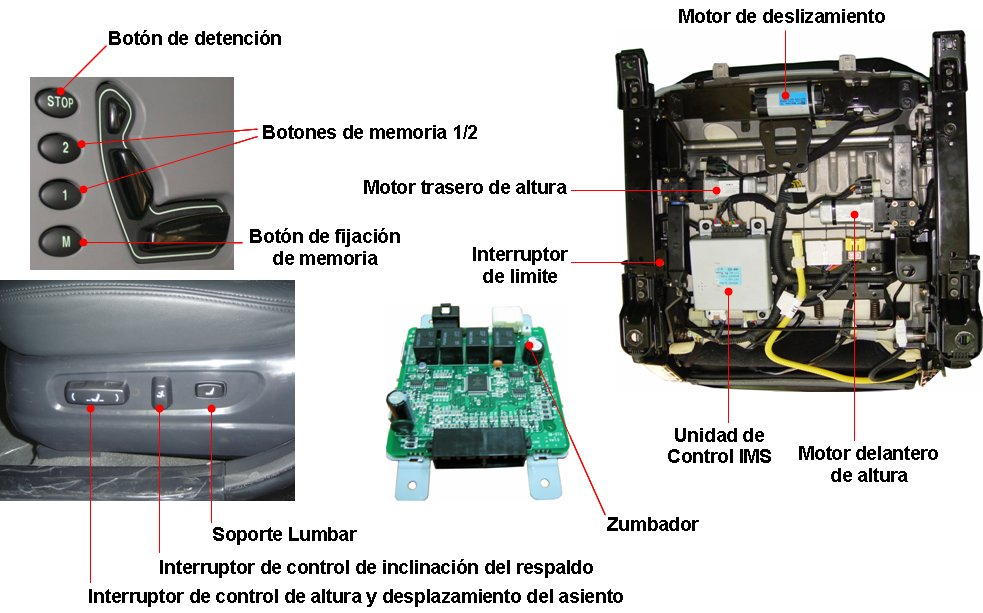 Motor de deslizamiento
Botón de detención
STOP
Botones de memoria 1/2
2
Motor trasero de altura
1
Botón de fijación
de memoria
M
Interruptor
de limite
Unidad de
Control IMS
Motor delantero
de altura
Zumbador
Soporte Lumbar
Interruptor de control de inclinación del respaldo
Interruptor de control de altura y desplazamiento del asiento